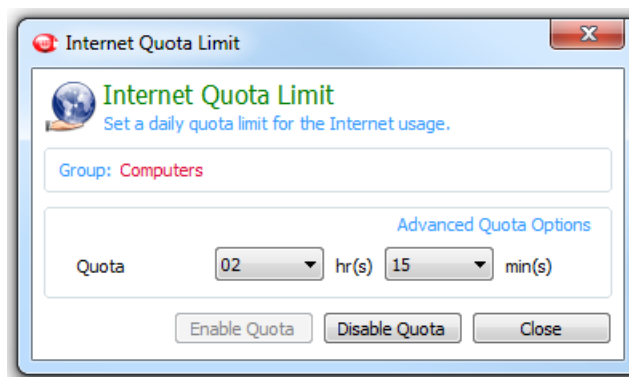 Internet Quota Limit
Internet Quota Limit
Set a daily quota limit for the Internet usage.
Group: Computers
Advanced Quota Options
Quota 02 hr(s) 15 min(s)
Enable Quota Disable Quota Close